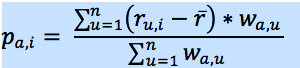 p_{a,i} = \frac{\sum_{u=1}^{n}(r_{u,i} - \bar{r}) * w_{a,u}}{\sum_{u=1}^{n} w_{a,u}}